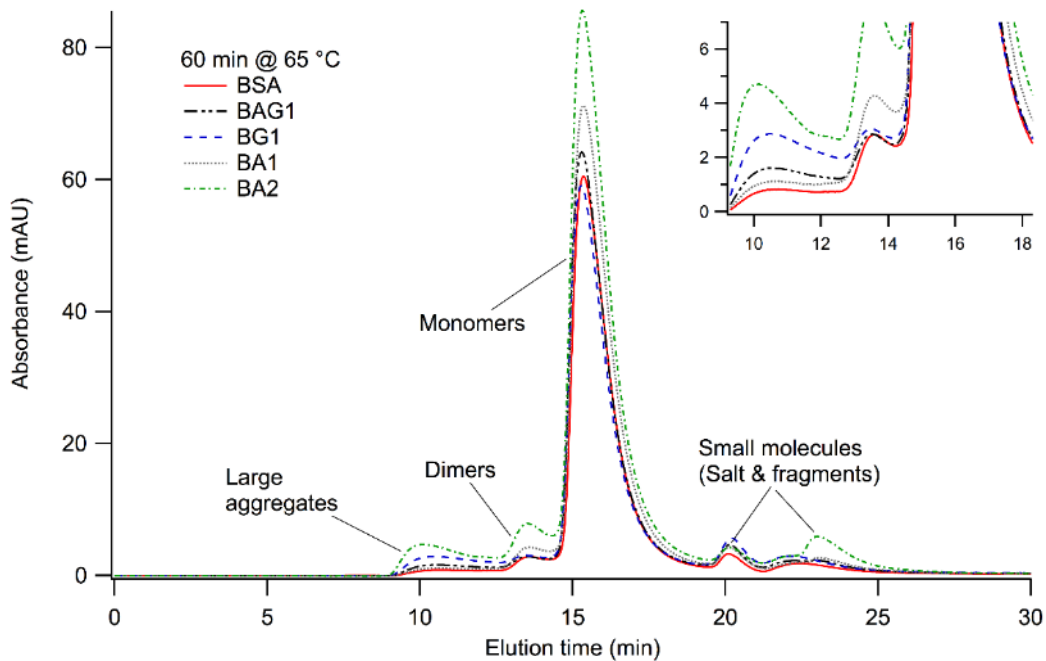 80
60
40
20
0
Absorbance (mAU)
60 min @ 65 °C
BSA
BAG1
BG1
BA1
BA2
Monomers
Large
aggregates
Dimers
Small molecules
(Salt & fragments)
0 5 10 15 20 25 30
Elution time (min)
6
4
2
0
10 12 14 16 18